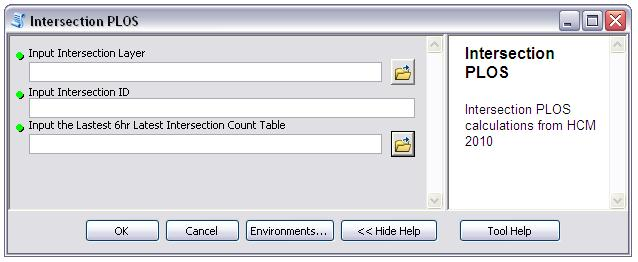 Intersection PLOS
Input Intersection Layer
Input Intersection ID
Input the Lastest 6hr Latest Intersection Count Table
Intersection
PLOS
Intersection PLOS
calculations from HCM
2010
OK
Cancel
Environments...
<< Hide Help
Tool Help